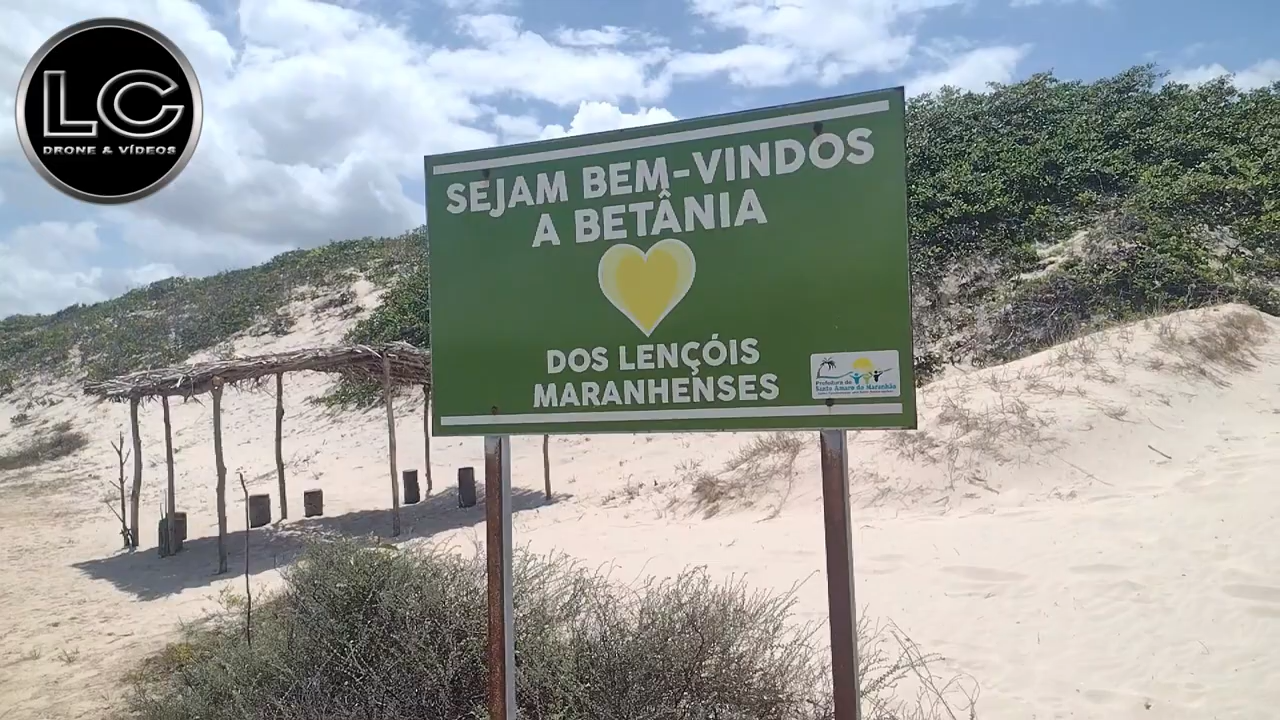 LC
DRONE & VÍDEOS
SEJAM BEM-VINDOS
A BETÂNIA
DOS LENÇÓIS
MARANHENSES
Prefeitura de
Santo Amaro do Maranhão